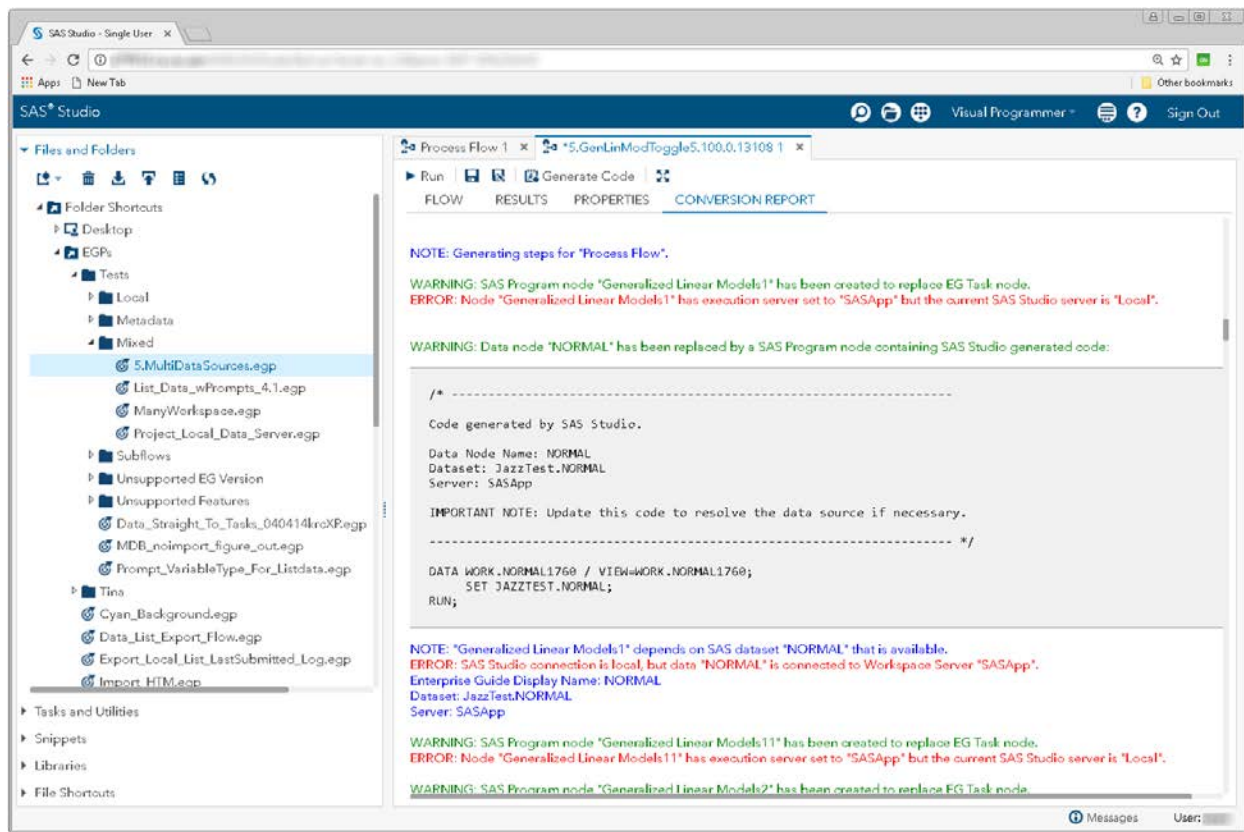 SAS Studio - Single User
Apps New Tab
Other bookmarks
SAS® Studio
Visual Programmer
Sign Out
Files and Folders
Folder Shortcuts
Desktop
EGPs
Tests
Local
Metadata
Mixed
5.MultiDataSources.egp
List_Data_wPrompts_4.1.egp
ManyWorkspace.egp
Project_Local_Data_Server.egp
Subflows
Unsupported EG Version
Unsupported Features
Data_Straight_To_Tasks_040414krcXP.egp
MDB_noimport_figure_out.egp
Prompt_VariableType_For_Listdata.egp
Tina
Cyan_Background.egp
Data_List_Export_Flow.egp
Export_Local_List_LastSubmitted_Log.egp
Import_HTM.egp
Tasks and Utilities
Snippets
Libraries
File Shortcuts
Process Flow 1
*5.GenLinModToggle5.100.0.13108 1
Run Generate Code
FLOW RESULTS PROPERTIES CONVERSION REPORT
NOTE: Generating steps for "Process Flow".
WARNING: SAS Program node "Generalized Linear Models1" has been created to replace EG Task node.
ERROR: Node "Generalized Linear Models1" has execution server set to "SASApp" but the current SAS Studio server is "Local".
WARNING: Data node "NORMAL" has been replaced by a SAS Program node containing SAS Studio generated code:
/* --------------------------------------------------------------------
Code generated by SAS Studio.
Data Node Name: NORMAL
Dataset: JazzTest.NORMAL
Server: SASApp
IMPORTANT NOTE: Update this code to resolve the data source if necessary.
-------------------------------------------------------------------- */
DATA WORK.NORMAL1760 / VIEW=WORK.NORMAL1760;
SET JAZZTEST.NORMAL;
RUN;
NOTE: "Generalized Linear Models1" depends on SAS dataset "NORMAL" that is available.
ERROR: SAS Studio connection is local, but data "NORMAL" is connected to Workspace Server "SASApp".
Enterprise Guide Display Name: NORMAL
Dataset: JazzTest.NORMAL
Server: SASApp
WARNING: SAS Program node "Generalized Linear Models11" has been created to replace EG Task node.
ERROR: Node "Generalized Linear Models11" has execution server set to "SASApp" but the current SAS Studio server is "Local".
WARNING: SAS Program node "Generalized Linear Models2" has been created to replace EG Task node.
Messages User: